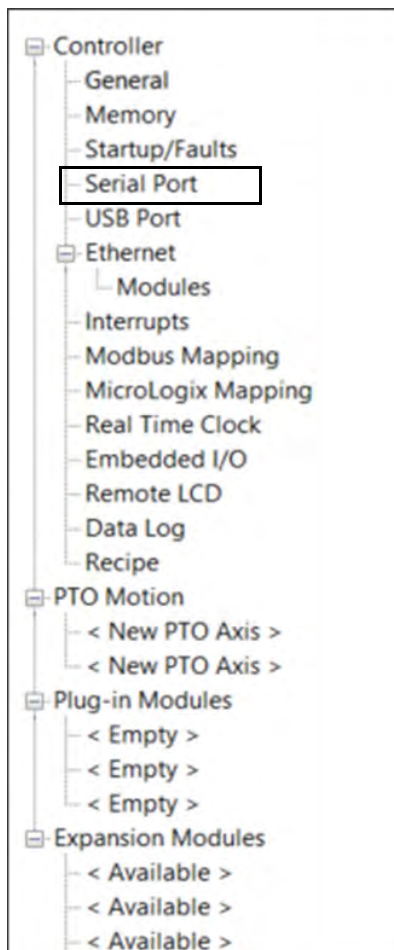 Controller
General
Memory
Startup/Faults
Serial Port
USB Port
Ethernet
Modules
Interrupts
Modbus Mapping
MicroLogix Mapping
Real Time Clock
Embedded I/O
Remote LCD
Data Log
Recipe
PTO Motion
< New PTO Axis >
< New PTO Axis >
Plug-in Modules
< Empty >
< Empty >
< Empty >
Expansion Modules
< Available >
< Available >
< Available >